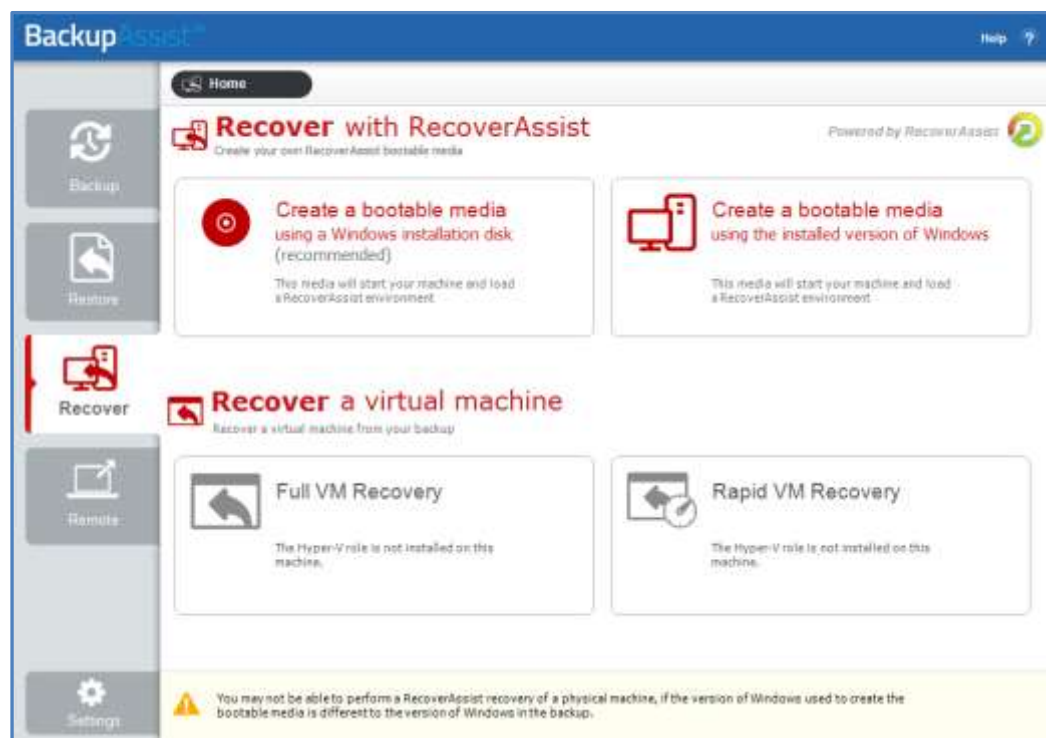 BackupAssist™
Help ?
Home
Recover with RecoverAssist
Create your own RecoverAssist bootable media
Powered by RecoverAssist
Backup
Create a bootable media
using a Windows installation disk
(recommended)
This media will start your machine and load
a RecoverAssist environment
Create a bootable media
using the installed version of Windows
This media will start your machine and load
a RecoverAssist environment
Restore
Recover
Recover a virtual machine
Recover a virtual machine from your backup
Remote
Full VM Recovery
The Hyper-V role is not installed on this
machine.
Rapid VM Recovery
The Hyper-V role is not installed on this
machine.
Settings
You may not be able to perform a RecoverAssist recovery of a physical machine, if the version of Windows used to create the
bootable media is different to the version of Windows in the backup.